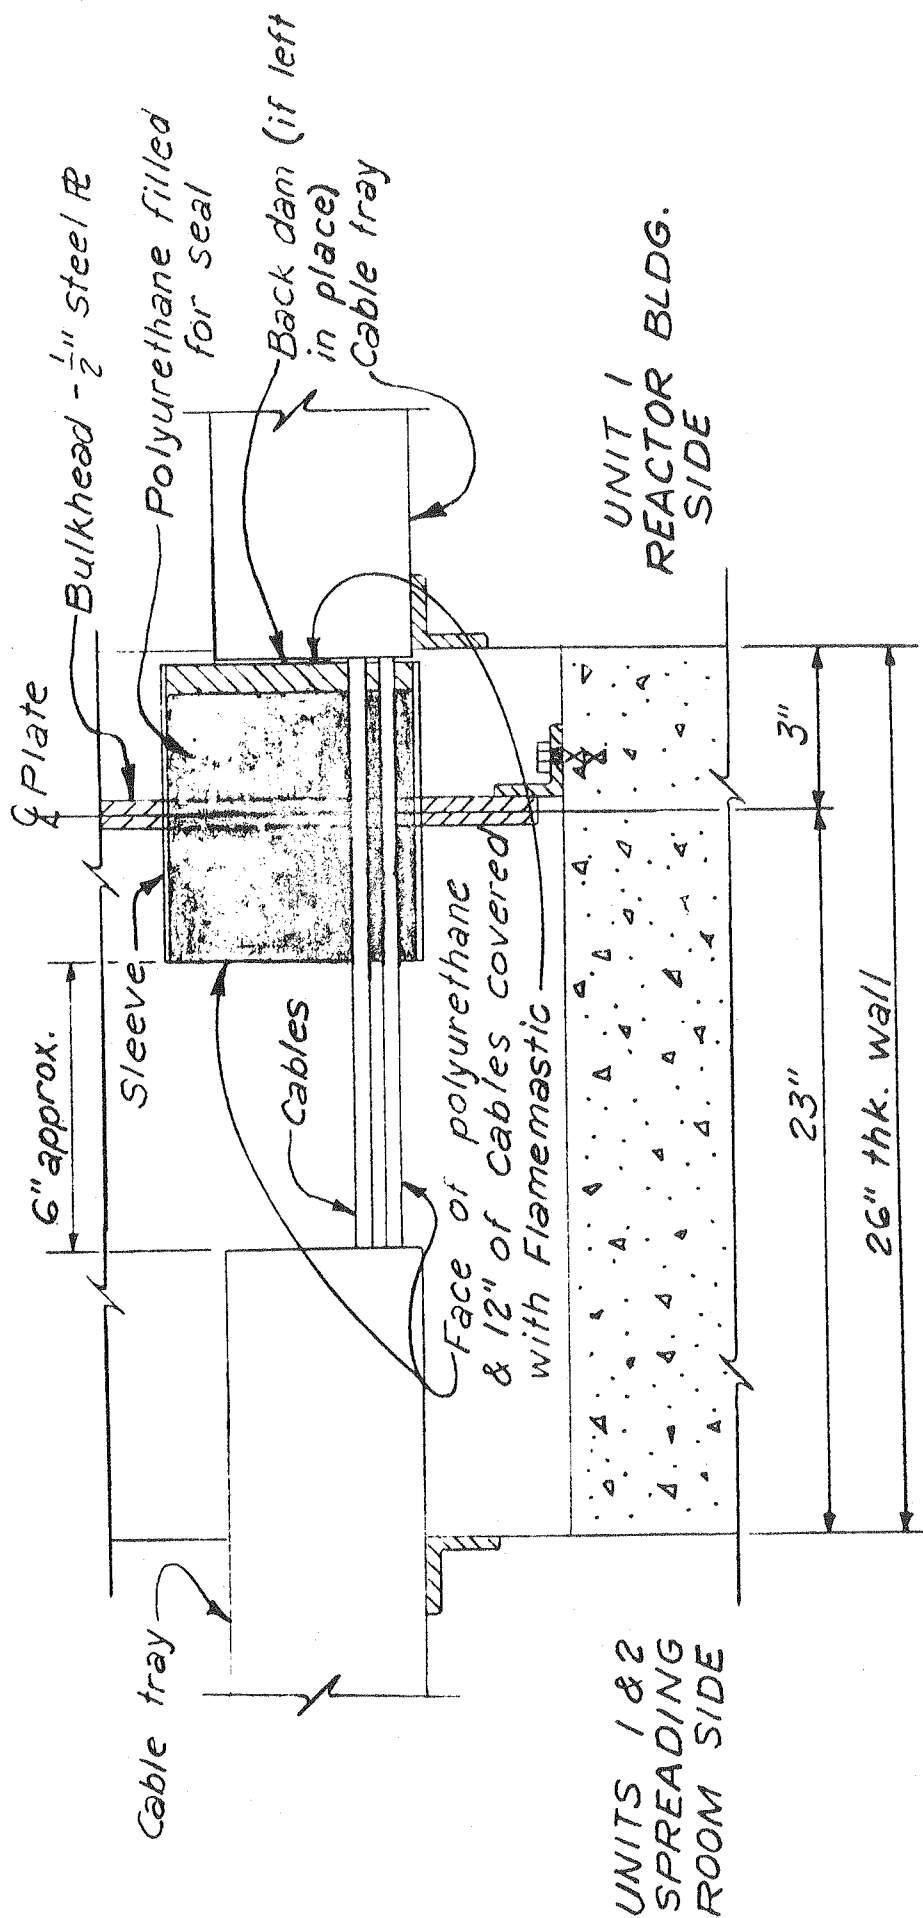 ℄ Plate
Bulkhead - 1/2" steel ℞
Polyurethane filled
for seal
Back dam (if left
in place)
Cable tray
6" approx.
Sleeve
Cables
Cable tray
Face of polyurethane
& 12" of cables covered
with Flamemastic
UNIT 1
REACTOR BLDG.
SIDE
UNITS 1 & 2
SPREADING
ROOM SIDE
3"
23"
26" thk. wall